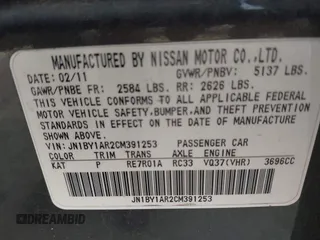 MANUFACTURED BY NISSAN MOTOR CO.,LTD.
DATE: 02/11 GVWR/PNBV: 5137 LBS.
GAWR/PNBE FR: 2584 LBS. RR: 2626 LBS.
THIS VEHICLE CONFORMS TO ALL APPLICABLE FEDERAL
MOTOR VEHICLE SAFETY,BUMPER,AND THEFT PREVENTION
STANDARDS IN EFFECT ON THE DATE OF MANUFACTURE
SHOWN ABOVE.
VIN: JN1BY1AR2CM391253 PASSENGER CAR
COLOR TRIM TRANS AXLE ENGINE
KAT P RE7R01A RC33 VQ37(VHR) 3696CC
JN1BY1AR2CM391253
DREAMBID